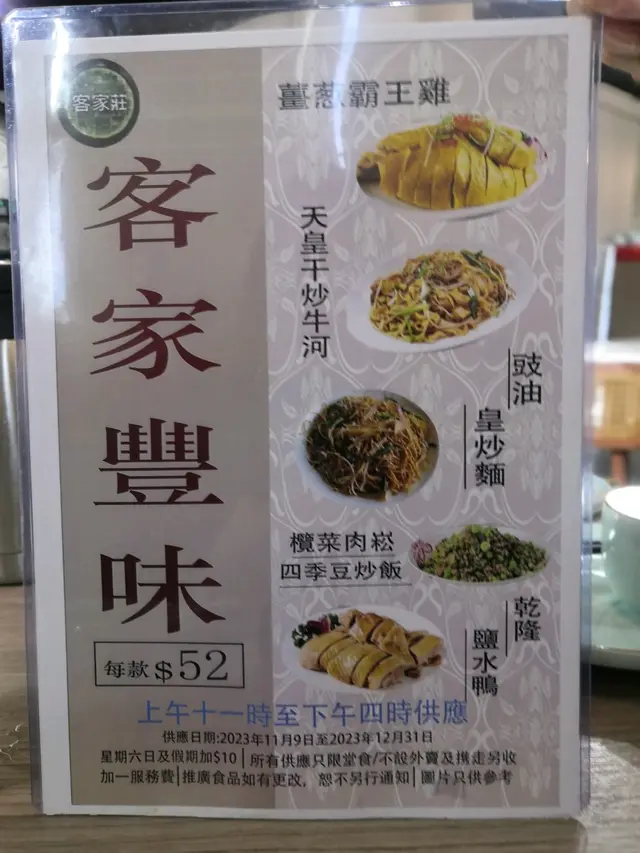 客家莊
客家豐味
每款$52
薑葱霸王雞
天皇干炒牛河
豉油
皇炒麵
欖菜肉崧
四季豆炒飯
乾隆
鹽水鴨
上午十一時至下午四時供應
供應日期:2023年11月9日至2023年12月31日
星期六日及假期加$10|所有供應只限堂食/不設外賣及攜走另收
加一服務費|推廣食品如有更改，恕不另行通知|圖片只供參考